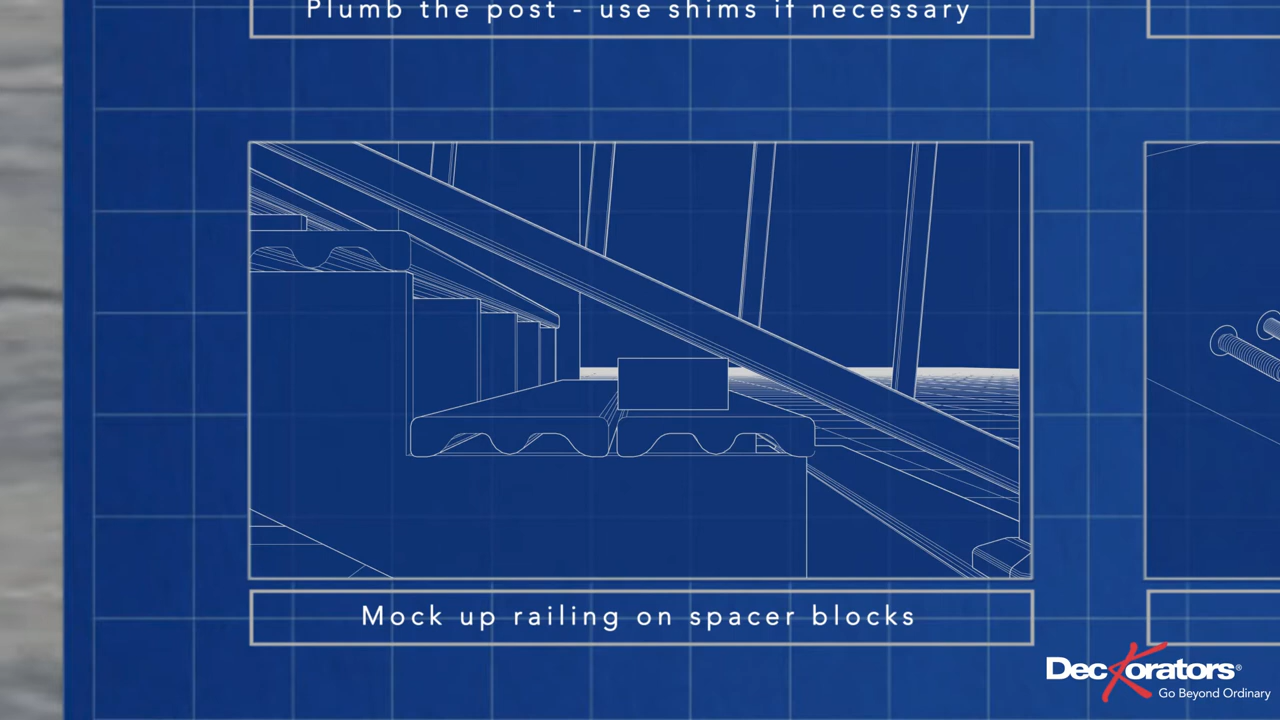 Plumb the post - use shims if necessary
Mock up railing on spacer blocks
Deckorators®
Go Beyond Ordinary